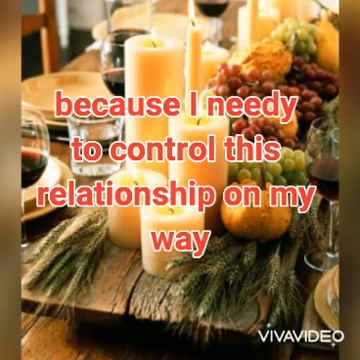 because I needy
to control this
relationship on my
way
VIVAVIDEO